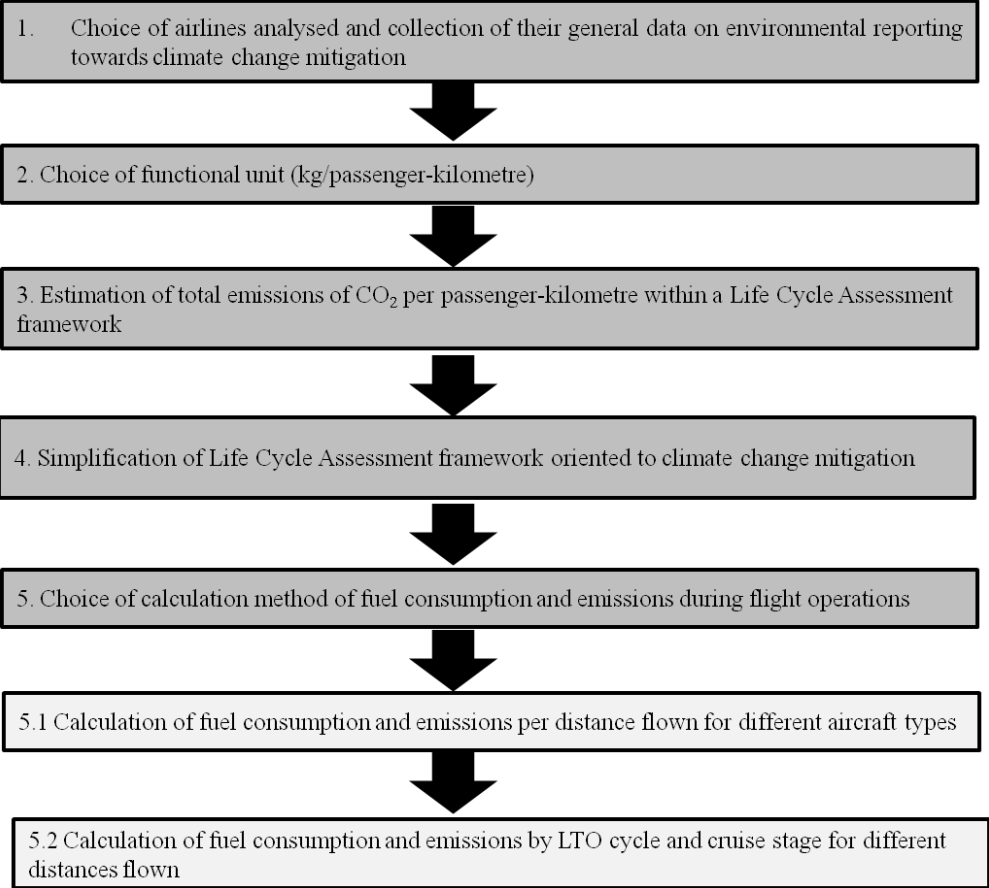 1. Choice of airlines analysed and collection of their general data on environmental reporting
towards climate change mitigation
2. Choice of functional unit (kg/passenger-kilometre)
3. Estimation of total emissions of CO₂ per passenger-kilometre within a Life Cycle Assessment
framework
4. Simplification of Life Cycle Assessment framework oriented to climate change mitigation
5. Choice of calculation method of fuel consumption and emissions during flight operations
5.1 Calculation of fuel consumption and emissions per distance flown for different aircraft types
5.2 Calculation of fuel consumption and emissions by LTO cycle and cruise stage for different
distances flown